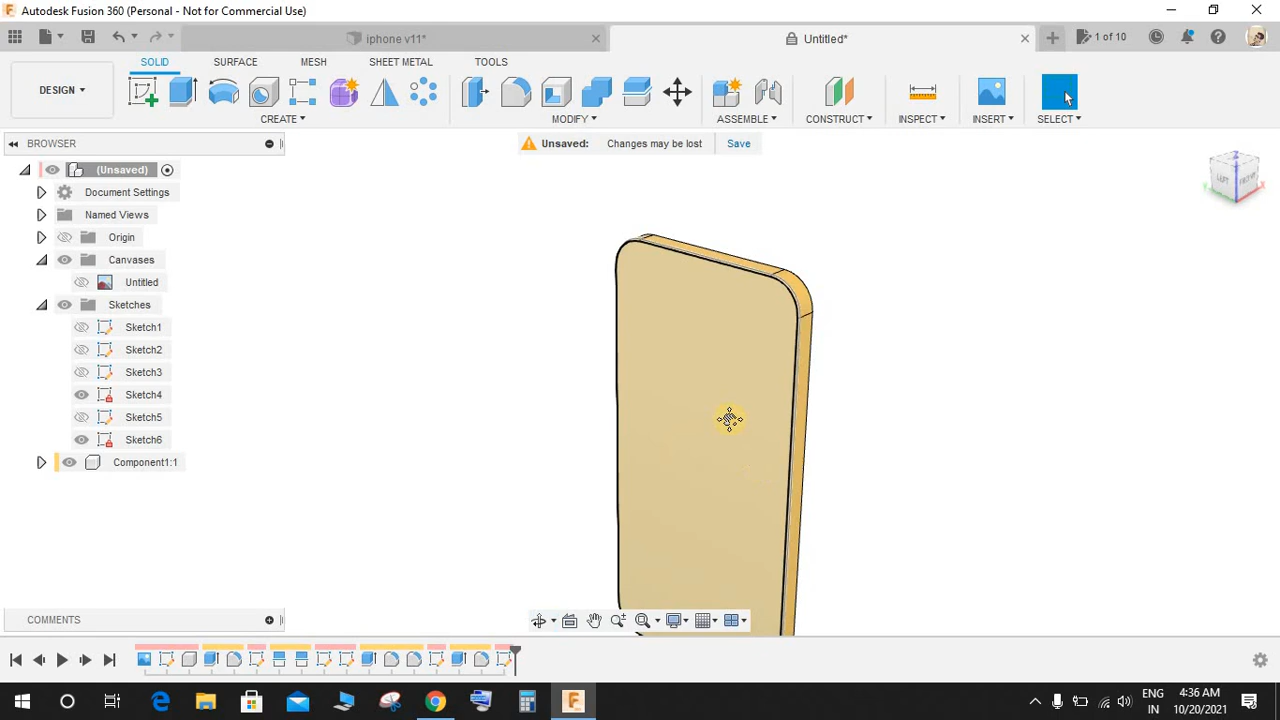 Autodesk Fusion 360 (Personal - Not for Commercial Use)
iphone v11*
Untitled*
1 of 10
SOLID SURFACE MESH SHEET METAL TOOLS
DESIGN
CREATE MODIFY ASSEMBLE CONSTRUCT INSPECT INSERT SELECT
BROWSER
Unsaved: Changes may be lost Save
(Unsaved)
Document Settings
Named Views
Origin
Canvases
Untitled
Sketches
Sketch1
Sketch2
Sketch3
Sketch4
Sketch5
Sketch6
Component1:1
LEFT FRONT
COMMENTS
ENG
IN
4:36 AM
10/20/2021